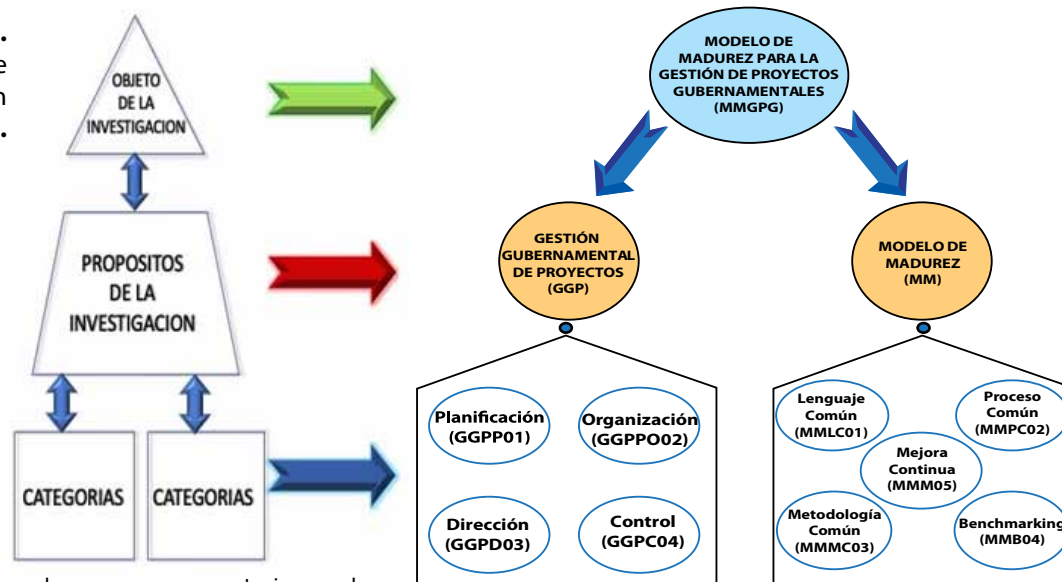 OBJETO
DE LA
INVESTIGACION
PROPOSITOS
DE LA
INVESTIGACION
CATEGORIAS
CATEGORIAS
MODELO DE
MADUREZ PARA LA
GESTIÓN DE PROYECTOS
GUBERNAMENTALES
(MMGPG)
GESTIÓN
GUBERNAMENTAL
DE PROYECTOS
(GGP)
MODELO DE
MADUREZ
(MM)
Planificación
(GGPP01)
Organización
(GGPPO02)
Dirección
(GGPD03)
Control
(GGPC04)
Lenguaje
Común
(MMLC01)
Proceso
Común
(MMPC02)
Mejora
Continua
(MMM05)
Metodología
Común
(MMMC03)
Benchmarking
(MMB04)